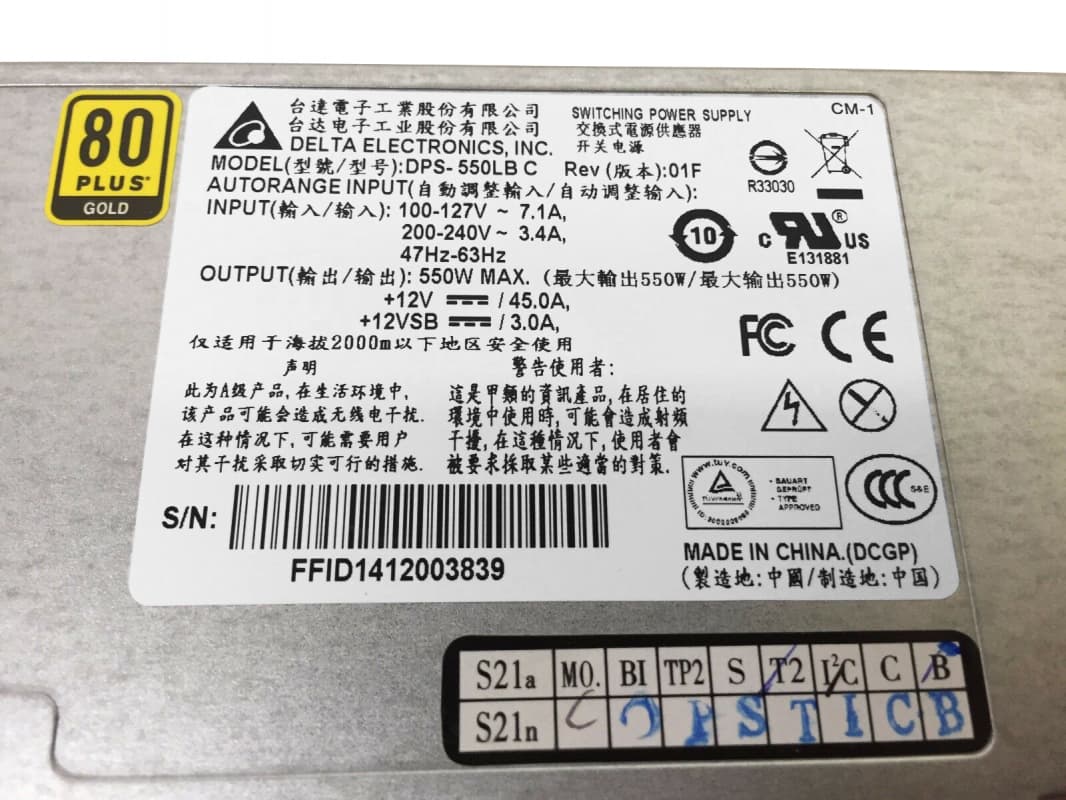 80
PLUS®
GOLD
台達電子工業股份有限公司
台达电子工业股份有限公司
DELTA ELECTRONICS, INC.
SWITCHING POWER SUPPLY
交換式電源供應器
开关电源
CM-1
MODEL(型號/型号):DPS- 550LB C Rev (版本):01F
R33030
AUTORANGE INPUT(自動調整輸入/自动调整输入):
INPUT(輸入/输入): 100-127V ~ 7.1A,
200-240V ~ 3.4A,
47Hz-63Hz
10
C RU ® US
E131881
OUTPUT(輸出/输出): 550W MAX. (最大輸出550W/最大输出550W)
+12V / 45.0A,
+12VSB / 3.0A,
FC CE
仅适用于海拔2000m以下地区安全使用
声明
此为A级产品, 在生活环境中,
该产品可能会造成无线电干扰.
在这种情况下, 可能需要用户
对其干扰采取切实可行的措施.
警告使用者:
這是甲類的資訊產品, 在居住的
環境中使用時, 可能會造成射頻
干擾, 在這種情況下, 使用者會
被要求採取某些適當的對策.
www.tuv.com
BAUART
GEPRÜFT
TYPE
APPROVED
CCC S&E
S/N:
FFID1412003839
MADE IN CHINA.(DCGP)
(製造地:中國/制造地:中国)
S21a MO. BI TP2 S T2 I²C C B
S21n C P S T I C B